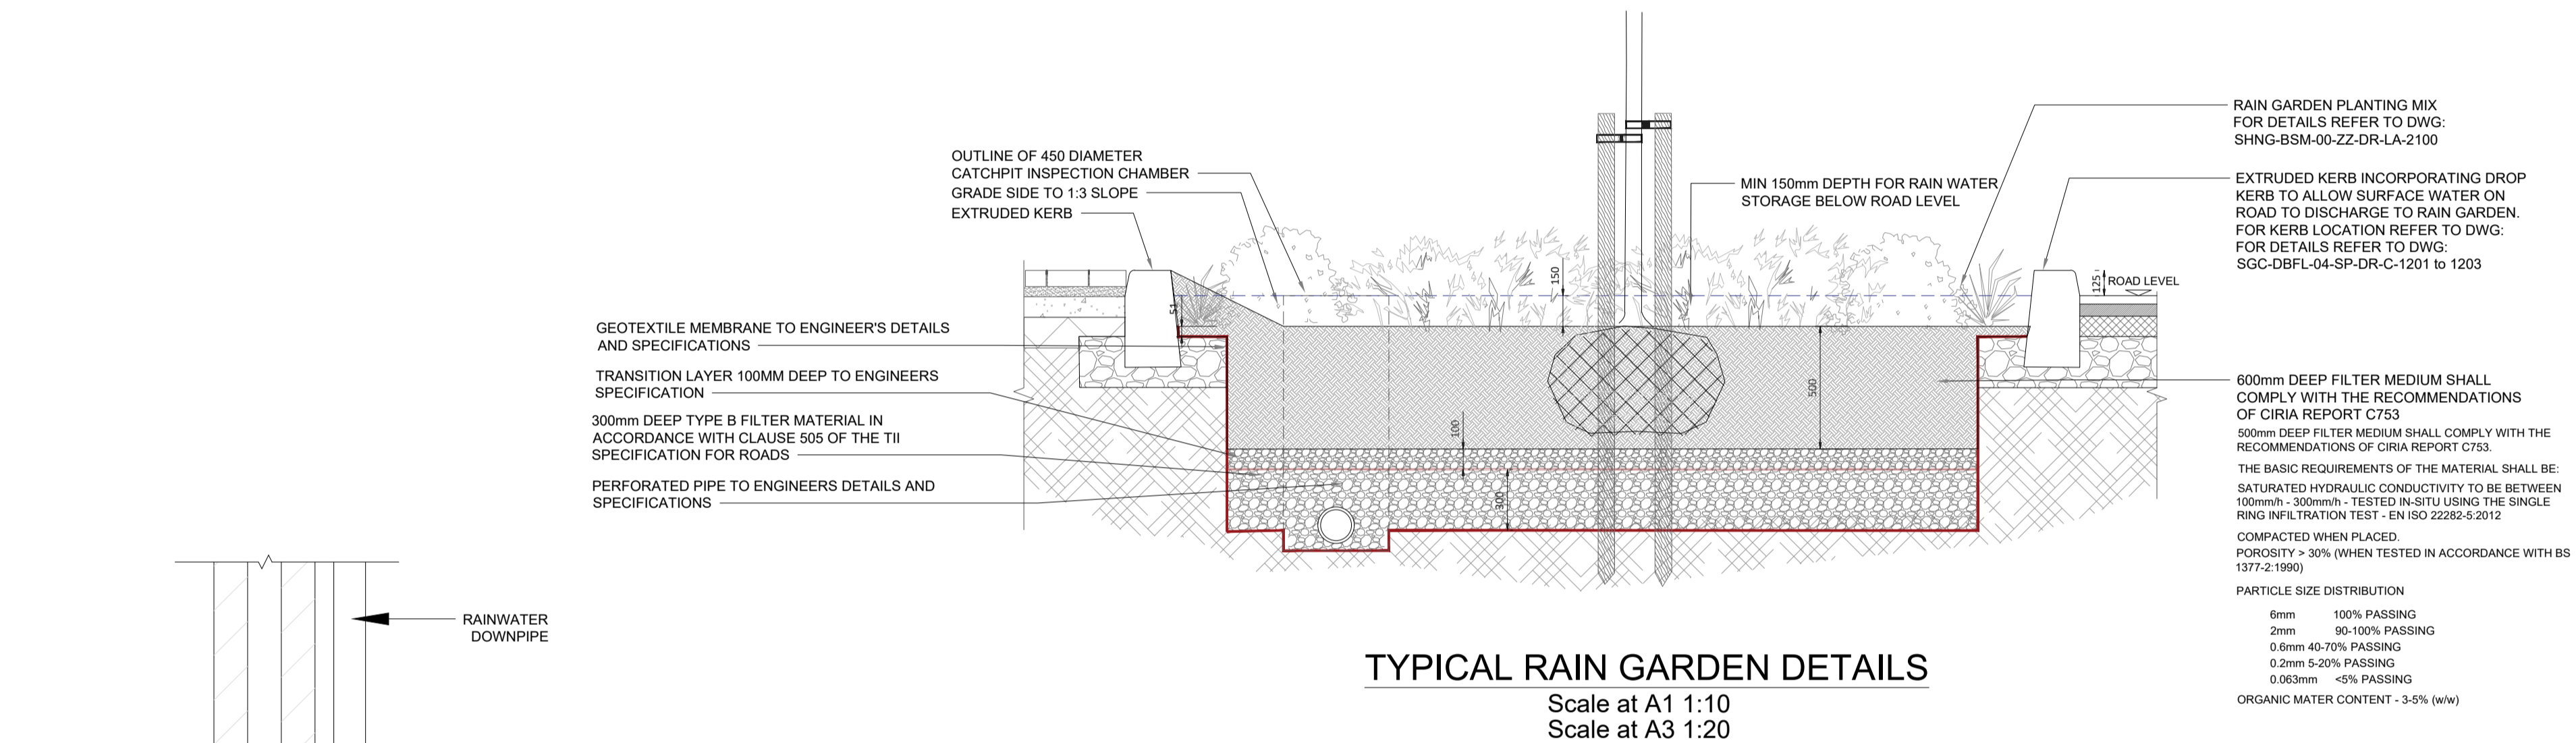 OUTLINE OF 450 DIAMETER
CATCHPIT INSPECTION CHAMBER
GRADE SIDE TO 1:3 SLOPE
EXTRUDED KERB
GEOTEXTILE MEMBRANE TO ENGINEER'S DETAILS
AND SPECIFICATIONS
TRANSITION LAYER 100MM DEEP TO ENGINEERS
SPECIFICATION
300mm DEEP TYPE B FILTER MATERIAL IN
ACCORDANCE WITH CLAUSE 505 OF THE TII
SPECIFICATION FOR ROADS
PERFORATED PIPE TO ENGINEERS DETAILS AND
SPECIFICATIONS
RAINWATER
DOWNPIPE
51
150
MIN 150mm DEPTH FOR RAIN WATER
STORAGE BELOW ROAD LEVEL
500
100
300
125
ROAD LEVEL
RAIN GARDEN PLANTING MIX
FOR DETAILS REFER TO DWG:
SHNG-BSM-00-ZZ-DR-LA-2100
EXTRUDED KERB INCORPORATING DROP
KERB TO ALLOW SURFACE WATER ON
ROAD TO DISCHARGE TO RAIN GARDEN.
FOR KERB LOCATION REFER TO DWG:
FOR DETAILS REFER TO DWG:
SGC-DBFL-04-SP-DR-C-1201 to 1203
600mm DEEP FILTER MEDIUM SHALL
COMPLY WITH THE RECOMMENDATIONS
OF CIRIA REPORT C753
500mm DEEP FILTER MEDIUM SHALL COMPLY WITH THE
RECOMMENDATIONS OF CIRIA REPORT C753.
THE BASIC REQUIREMENTS OF THE MATERIAL SHALL BE:
SATURATED HYDRAULIC CONDUCTIVITY TO BE BETWEEN
100mm/h - 300mm/h - TESTED IN-SITU USING THE SINGLE
RING INFILTRATION TEST - EN ISO 22282-5:2012
COMPACTED WHEN PLACED.
POROSITY > 30% (WHEN TESTED IN ACCORDANCE WITH BS
1377-2:1990)
PARTICLE SIZE DISTRIBUTION
6mm 100% PASSING
2mm 90-100% PASSING
0.6mm 40-70% PASSING
0.2mm 5-20% PASSING
0.063mm <5% PASSING
ORGANIC MATER CONTENT - 3-5% (w/w)
TYPICAL RAIN GARDEN DETAILS
Scale at A1 1:10
Scale at A3 1:20